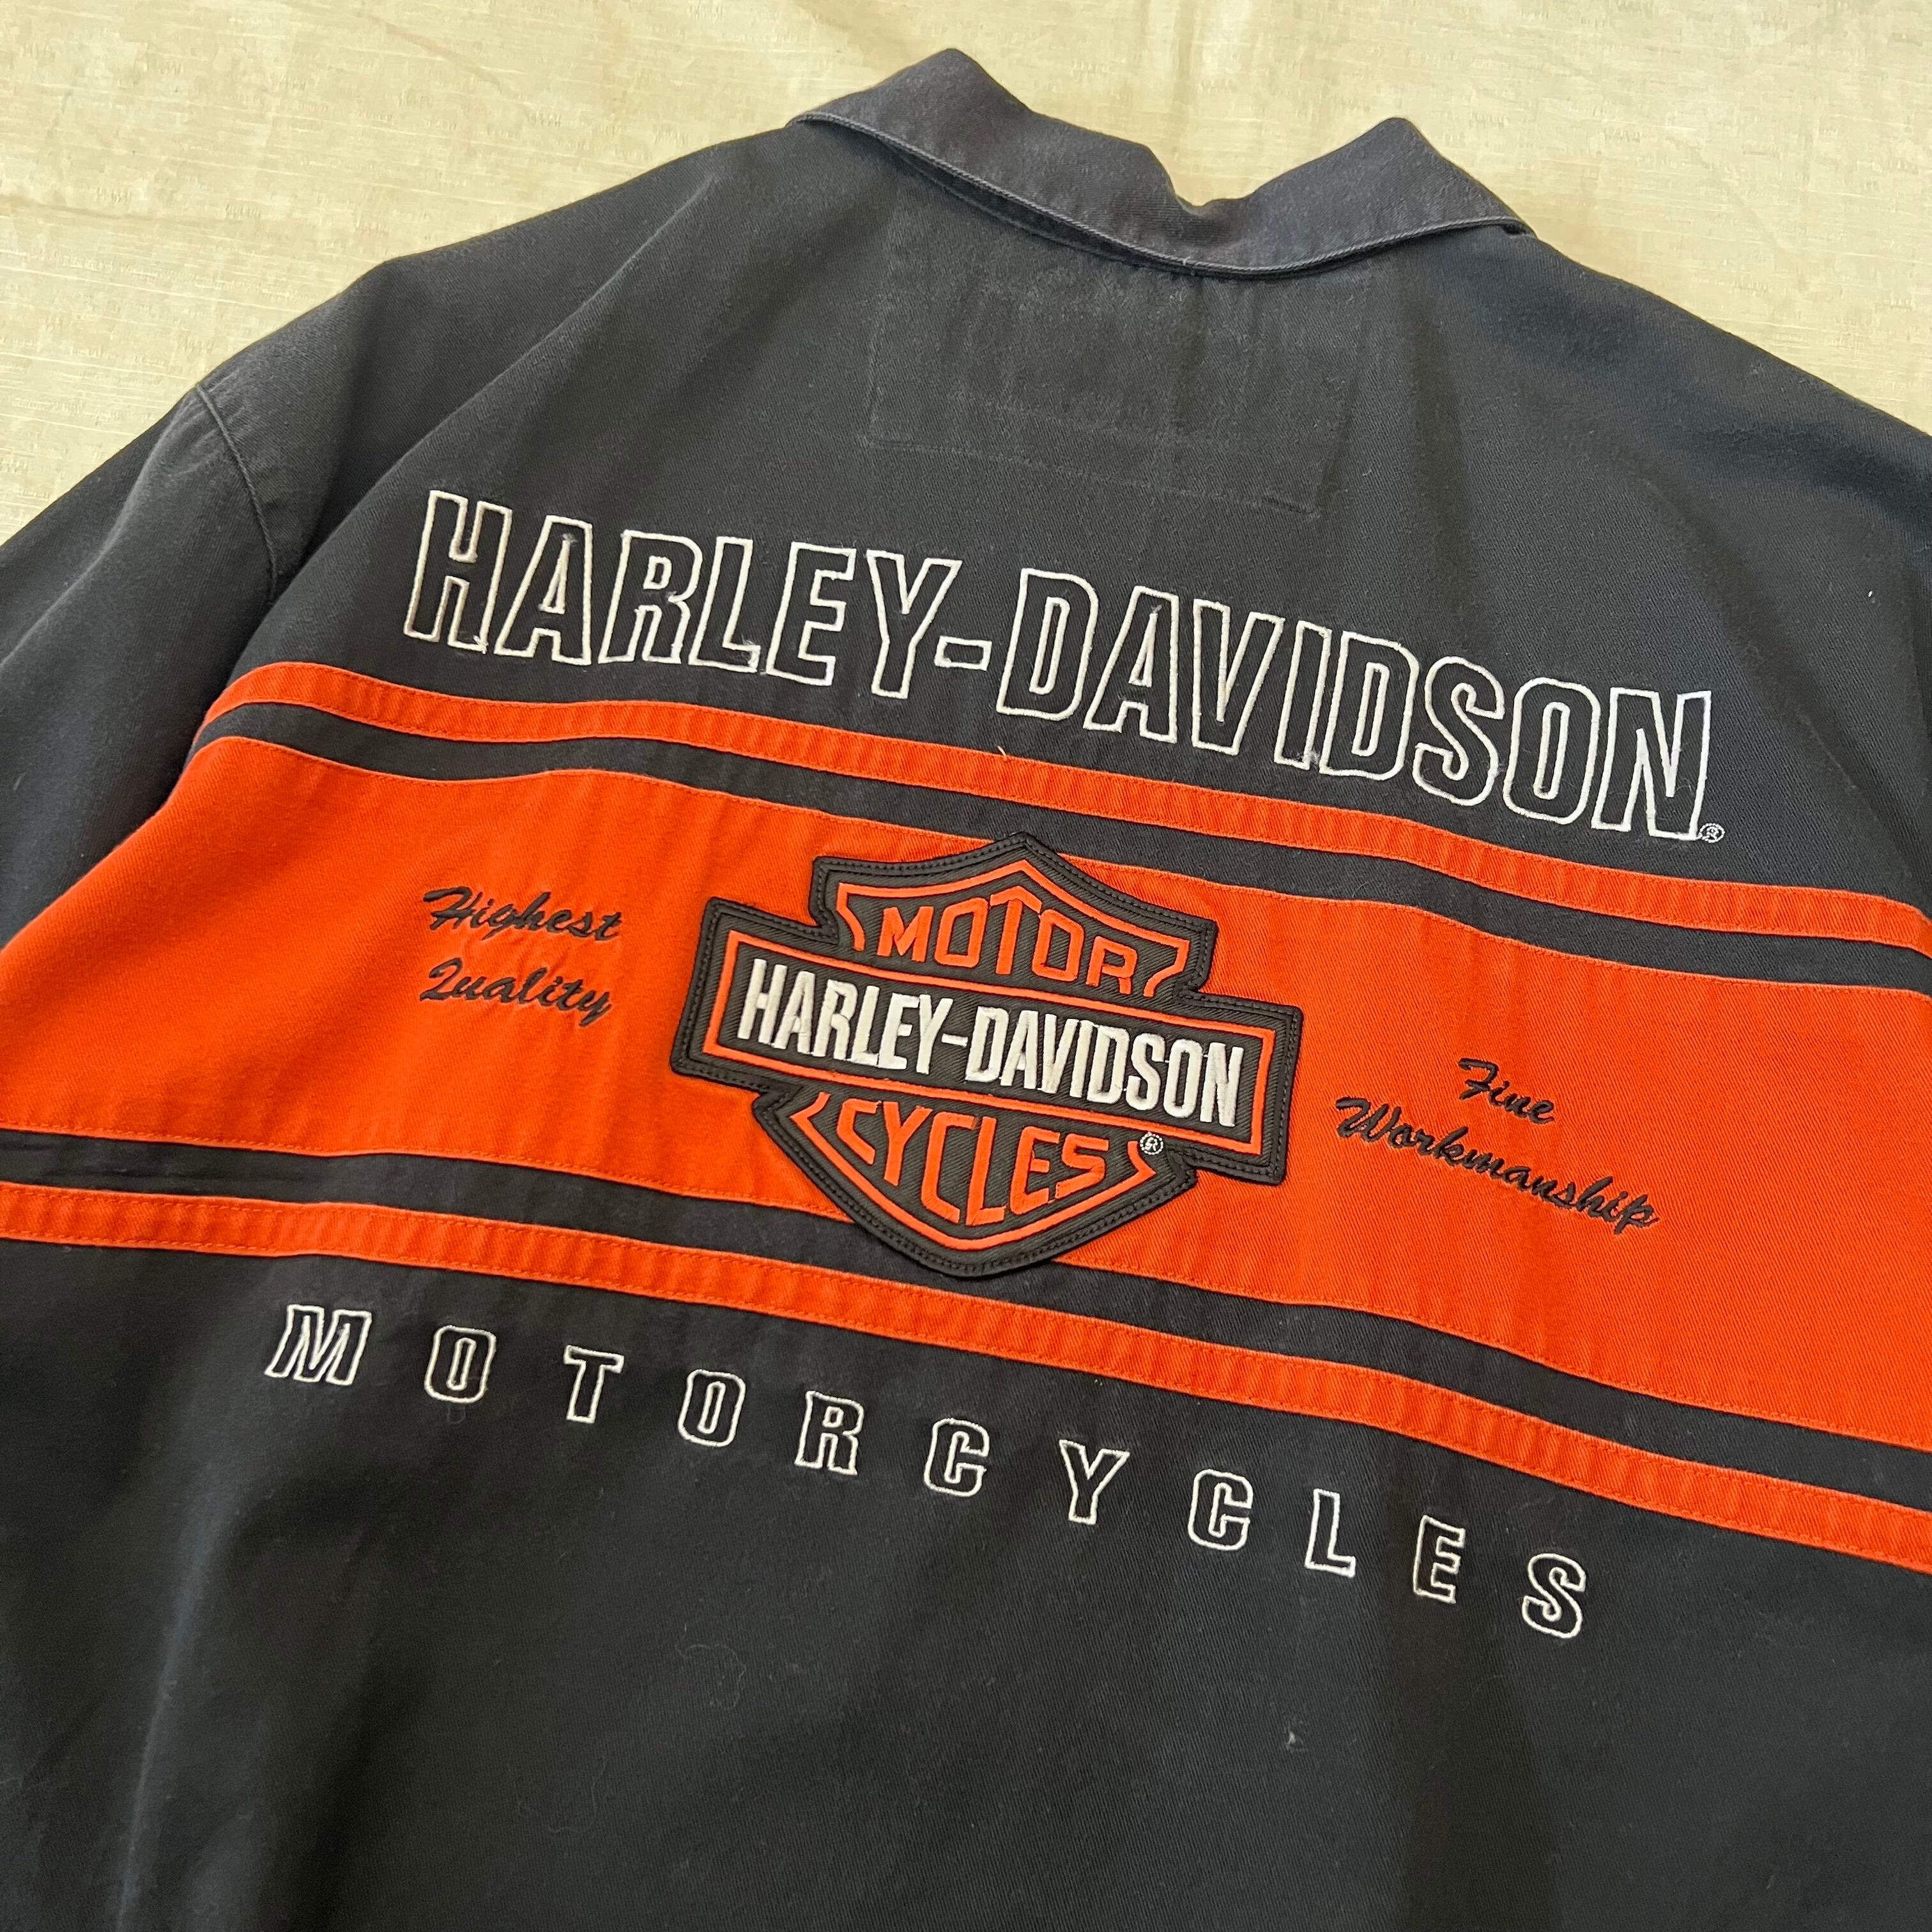 HARLEY-DAVIDSON®
Highest
Quality
MOTOR
HARLEY-DAVIDSON
CYCLES®
Fine
Workmanship
MOTORCYCLES